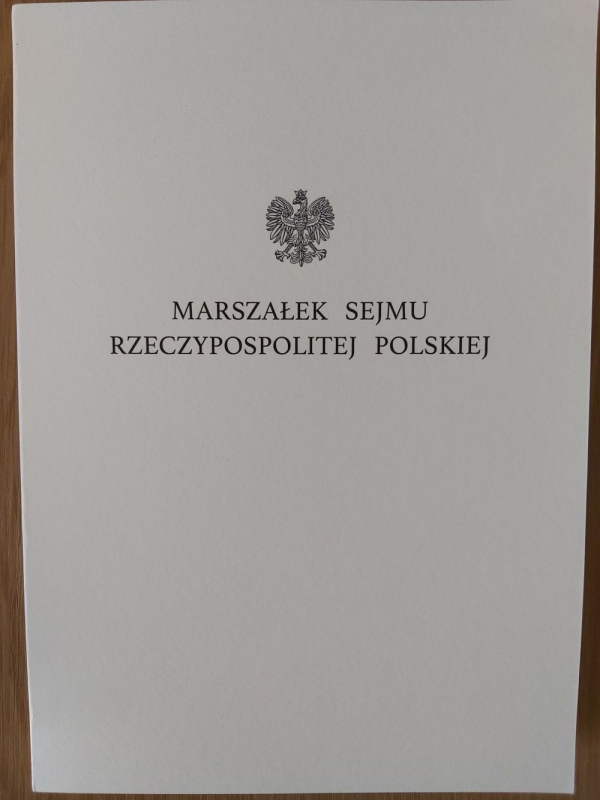 MARSZAŁEK SEJMU
RZECZYPOSPOLITEJ POLSKIEJ